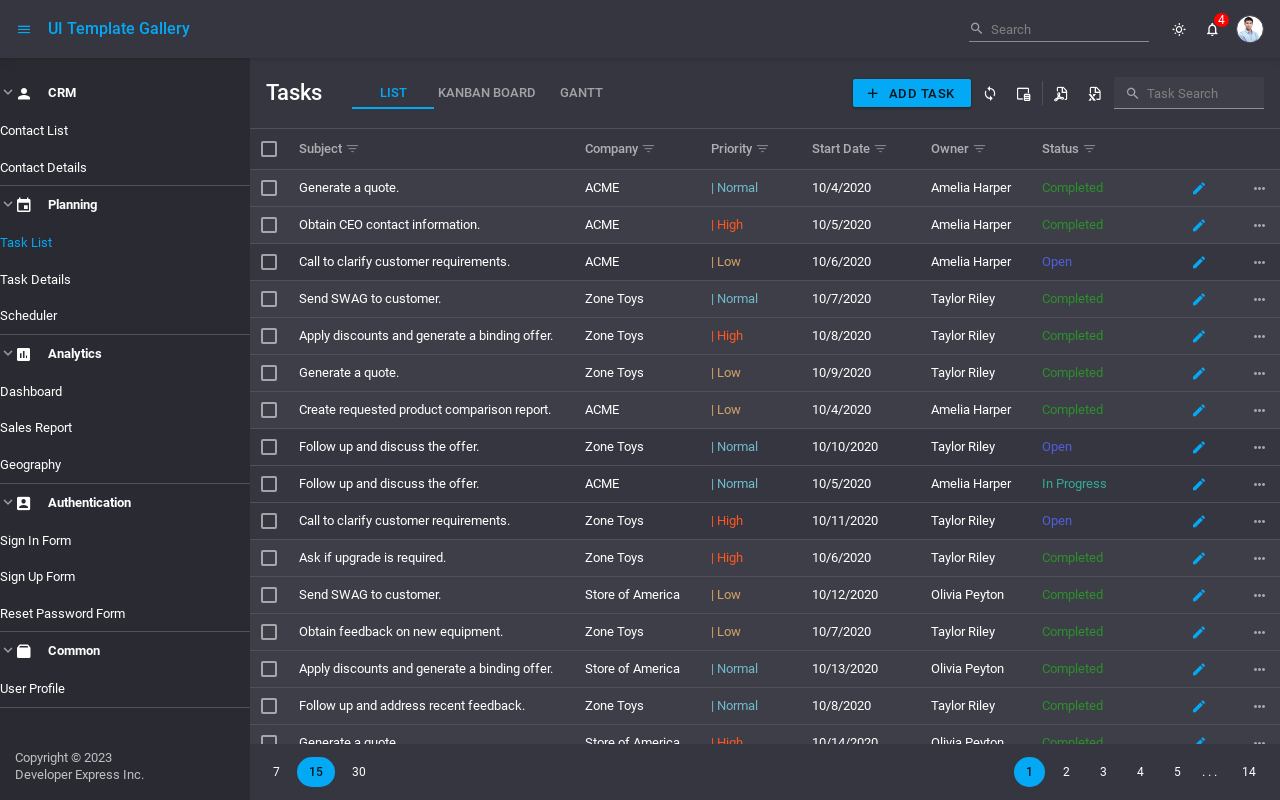 UI Template Gallery
Search
4
CRM
Contact List
Contact Details
Planning
Task List
Task Details
Scheduler
Analytics
Dashboard
Sales Report
Geography
Authentication
Sign In Form
Sign Up Form
Reset Password Form
Common
User Profile
Copyright © 2023
Developer Express Inc.
Tasks LIST KANBAN BOARD GANTT ADD TASK Task Search
Subject Company Priority Start Date Owner Status
Generate a quote. ACME | Normal 10/4/2020 Amelia Harper Completed
Obtain CEO contact information. ACME | High 10/5/2020 Amelia Harper Completed
Call to clarify customer requirements. ACME | Low 10/6/2020 Amelia Harper Open
Send SWAG to customer. Zone Toys | Normal 10/7/2020 Taylor Riley Completed
Apply discounts and generate a binding offer. Zone Toys | High 10/8/2020 Taylor Riley Completed
Generate a quote. Zone Toys | Low 10/9/2020 Taylor Riley Completed
Create requested product comparison report. ACME | Low 10/4/2020 Amelia Harper Completed
Follow up and discuss the offer. Zone Toys | Normal 10/10/2020 Taylor Riley Open
Follow up and discuss the offer. ACME | Normal 10/5/2020 Amelia Harper In Progress
Call to clarify customer requirements. Zone Toys | High 10/11/2020 Taylor Riley Open
Ask if upgrade is required. Zone Toys | High 10/6/2020 Taylor Riley Completed
Send SWAG to customer. Store of America | Low 10/12/2020 Olivia Peyton Completed
Obtain feedback on new equipment. Zone Toys | Low 10/7/2020 Taylor Riley Completed
Apply discounts and generate a binding offer. Store of America | Normal 10/13/2020 Olivia Peyton Completed
Follow up and address recent feedback. Zone Toys | Normal 10/8/2020 Taylor Riley Completed
Generate a quote. Store of America | High 10/14/2020 Olivia Peyton Completed
7 15 30 1 2 3 4 5 ... 14